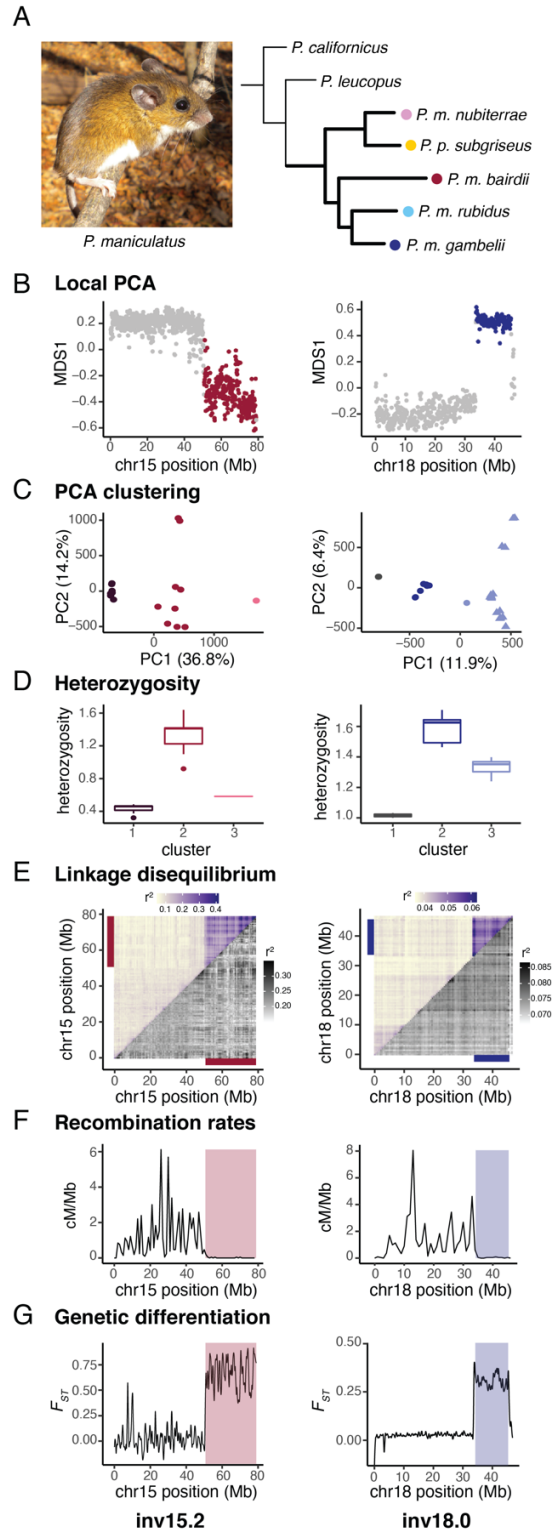 A
P. californicus
P. leucopus
P. m. nubiterrae
P. p. subgriseus
P. m. bairdii
P. m. rubidus
P. m. gambelii
P. maniculatus
B Local PCA
MDS1
0.2
0.0
−0.2
−0.4
−0.6
0 20 40 60 80
chr15 position (Mb)
MDS1
0.6
0.4
0.2
0.0
−0.2
0 10 20 30 40
chr18 position (Mb)
C PCA clustering
PC2 (14.2%)
1000
500
0
−500
0 1000
PC1 (36.8%)
PC2 (6.4%)
500
0
−500
−500 0 500
PC1 (11.9%)
D Heterozygosity
heterozygosity
1.6
1.2
0.8
0.4
1 2 3
cluster
heterozygosity
1.6
1.4
1.2
1.0
1 2 3
cluster
E Linkage disequilibrium
r²
0.1 0.2 0.3 0.4
chr15 position (Mb)
80
60
40
20
0
0 20 40 60 80
chr15 position (Mb)
r²
0.30
0.25
0.20
r²
0.04 0.05 0.06
chr18 position (Mb)
40
30
20
10
0
0 10 20 30 40
chr18 position (Mb)
r²
0.085
0.080
0.075
0.070
F Recombination rates
cM/Mb
6
4
2
0
0 20 40 60 80
chr15 position (Mb)
cM/Mb
8
6
4
2
0
0 10 20 30 40
chr18 position (Mb)
G Genetic differentiation
FST
0.75
0.50
0.25
0.00
0 20 40 60 80
chr15 position (Mb)
inv15.2
FST
0.50
0.25
0.00
0 10 20 30 40
chr18 position (Mb)
inv18.0